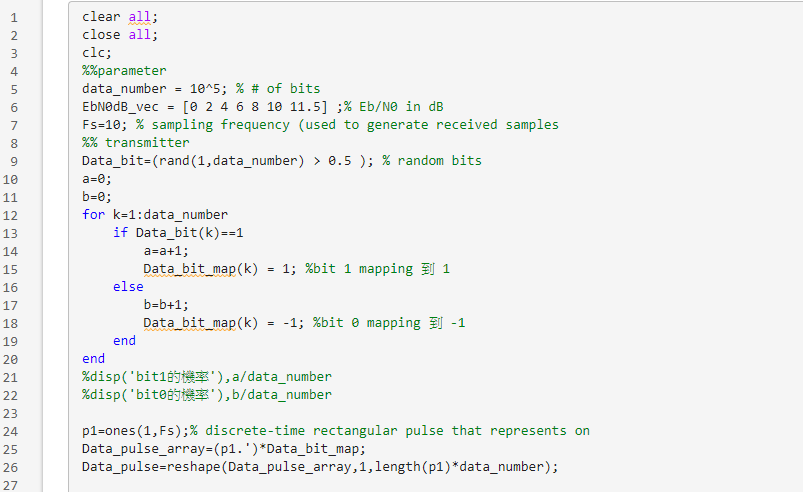 1 clear all;
2 close all;
3 clc;
4 %%parameter
5 data_number = 10^5; % # of bits
6 EbN0dB_vec = [0 2 4 6 8 10 11.5] ;% Eb/N0 in dB
7 Fs=10; % sampling frequency (used to generate received samples
8 %% transmitter
9 Data_bit=(rand(1,data_number) > 0.5 ); % random bits
10 a=0;
11 b=0;
12 for k=1:data_number
13 if Data_bit(k)==1
14 a=a+1;
15 Data_bit_map(k) = 1; %bit 1 mapping 到 1
16 else
17 b=b+1;
18 Data_bit_map(k) = -1; %bit 0 mapping 到 -1
19 end
20 end
21 %disp('bit1的機率'),a/data_number
22 %disp('bit0的機率'),b/data_number
23
24 p1=ones(1,Fs);% discrete-time rectangular pulse that represents on
25 Data_pulse_array=(p1.')*Data_bit_map;
26 Data_pulse=reshape(Data_pulse_array,1,length(p1)*data_number);
27